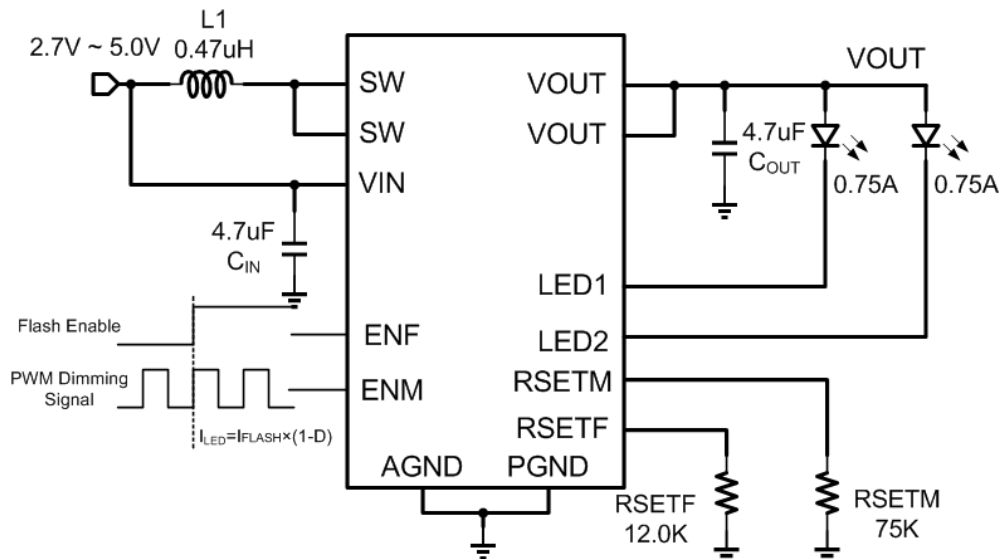 L1
2.7V ~ 5.0V
0.47uH
SW
VOUT
VOUT
SW
VOUT
4.7uF
COUT
VIN
0.75A
0.75A
4.7uF
CIN
LED1
Flash Enable
ENF
LED2
PWM Dimming
Signal
ENM
RSETM
RSETF
ILED=IFLASH×(1-D)
AGND
PGND
RSETF
12.0K
RSETM
75K